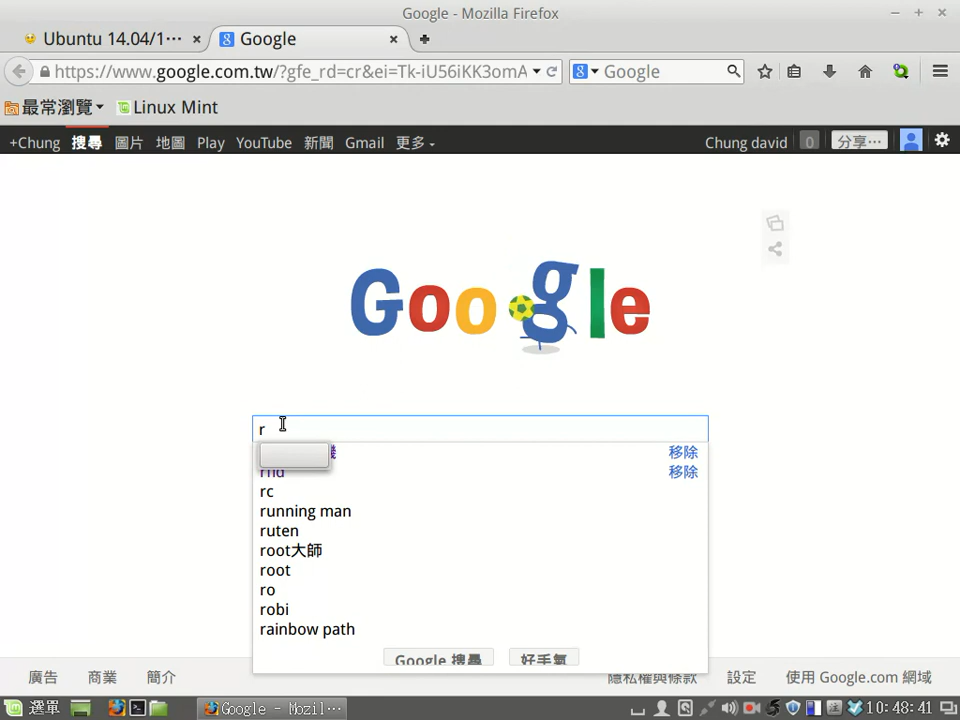 Google - Mozilla Firefox
Ubuntu 14.04/1···
Google
https://www.google.com.tw/?gfe_rd=cr&ei=Tk-iU56iKK3omA
Google
最常瀏覽
Linux Mint
+Chung 搜尋 圖片 地圖 Play YouTube 新聞 Gmail 更多
Chung david 0 分享···
Google
r
移除
rnd 移除
rc
running man
ruten
root大師
root
ro
robi
rainbow path
Google 搜尋 好手氣
廣告 商業 簡介 隱私權與條款 設定 使用 Google.com 網域
選單 Google - Mozil··· 10:48:41